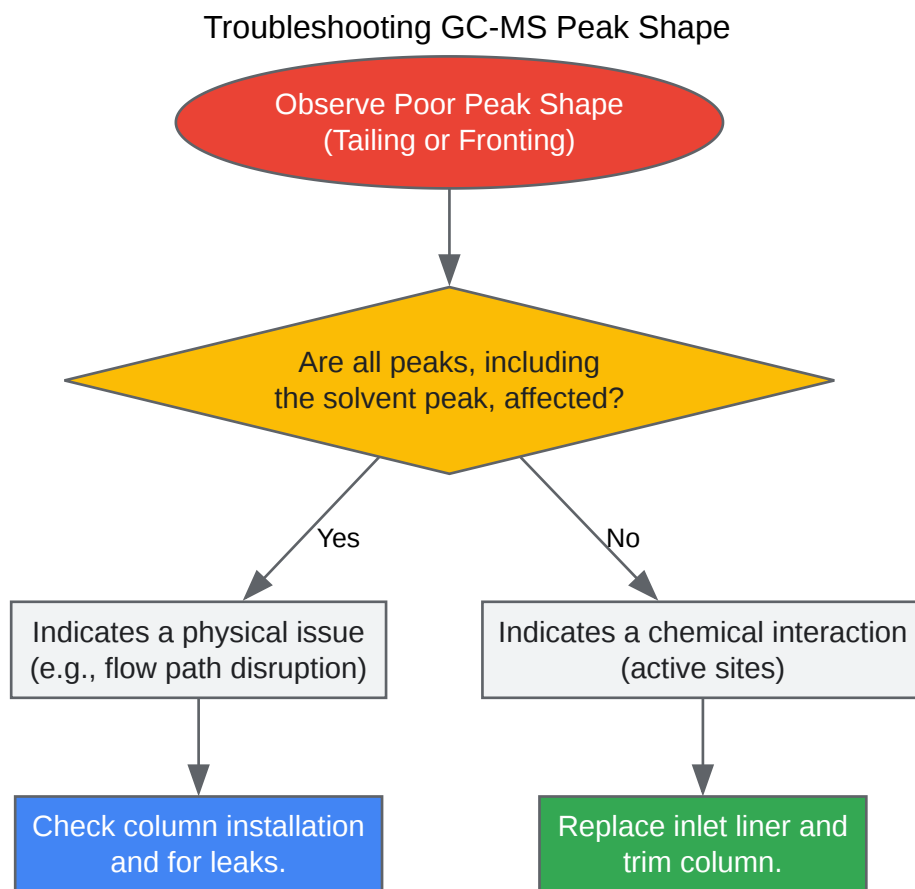 Troubleshooting GC-MS Peak Shape
Observe Poor Peak Shape
(Tailing or Fronting)
Are all peaks, including
the solvent peak, affected?
Yes
No
Indicates a physical issue
(e.g., flow path disruption)
Indicates a chemical interaction
(active sites)
Check column installation
and for leaks.
Replace inlet liner and
trim column.